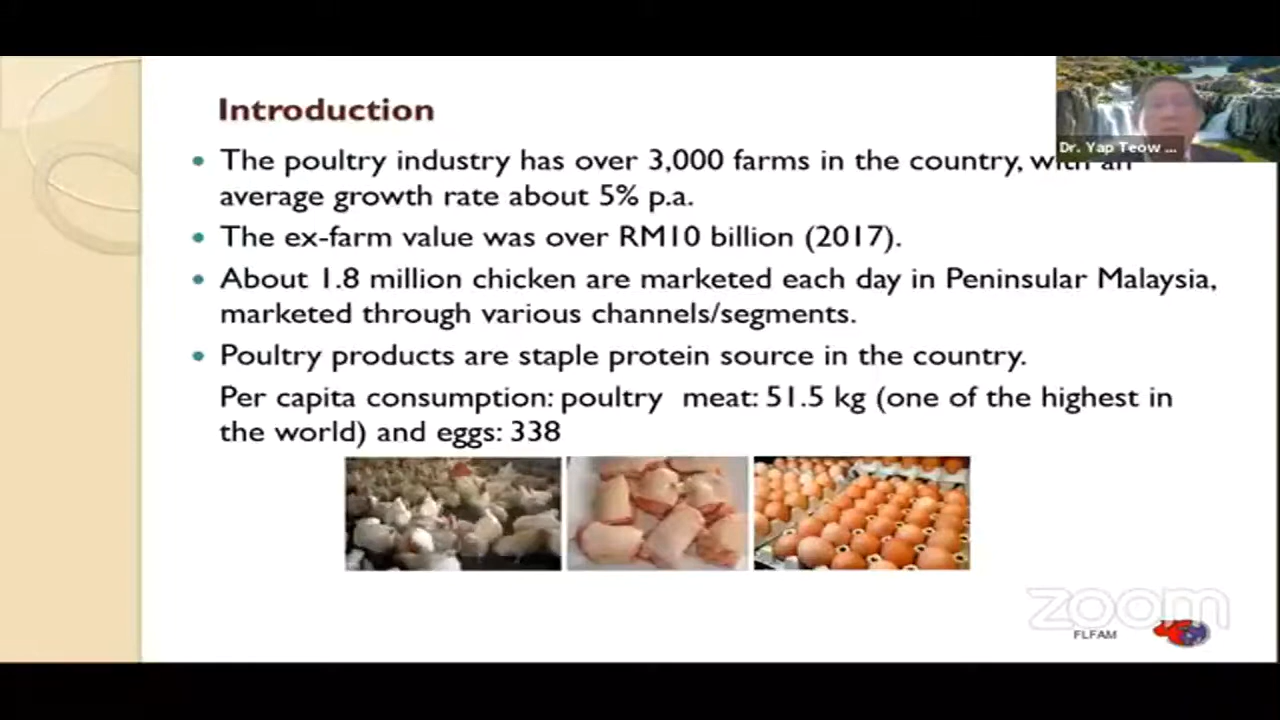 Introduction
Dr. Yap Teow ...
• The poultry industry has over 3,000 farms in the country, with an
average growth rate about 5% p.a.
• The ex-farm value was over RM10 billion (2017).
• About 1.8 million chicken are marketed each day in Peninsular Malaysia,
marketed through various channels/segments.
• Poultry products are staple protein source in the country.
Per capita consumption: poultry meat: 51.5 kg (one of the highest in
the world) and eggs: 338
zoom
FLFAM